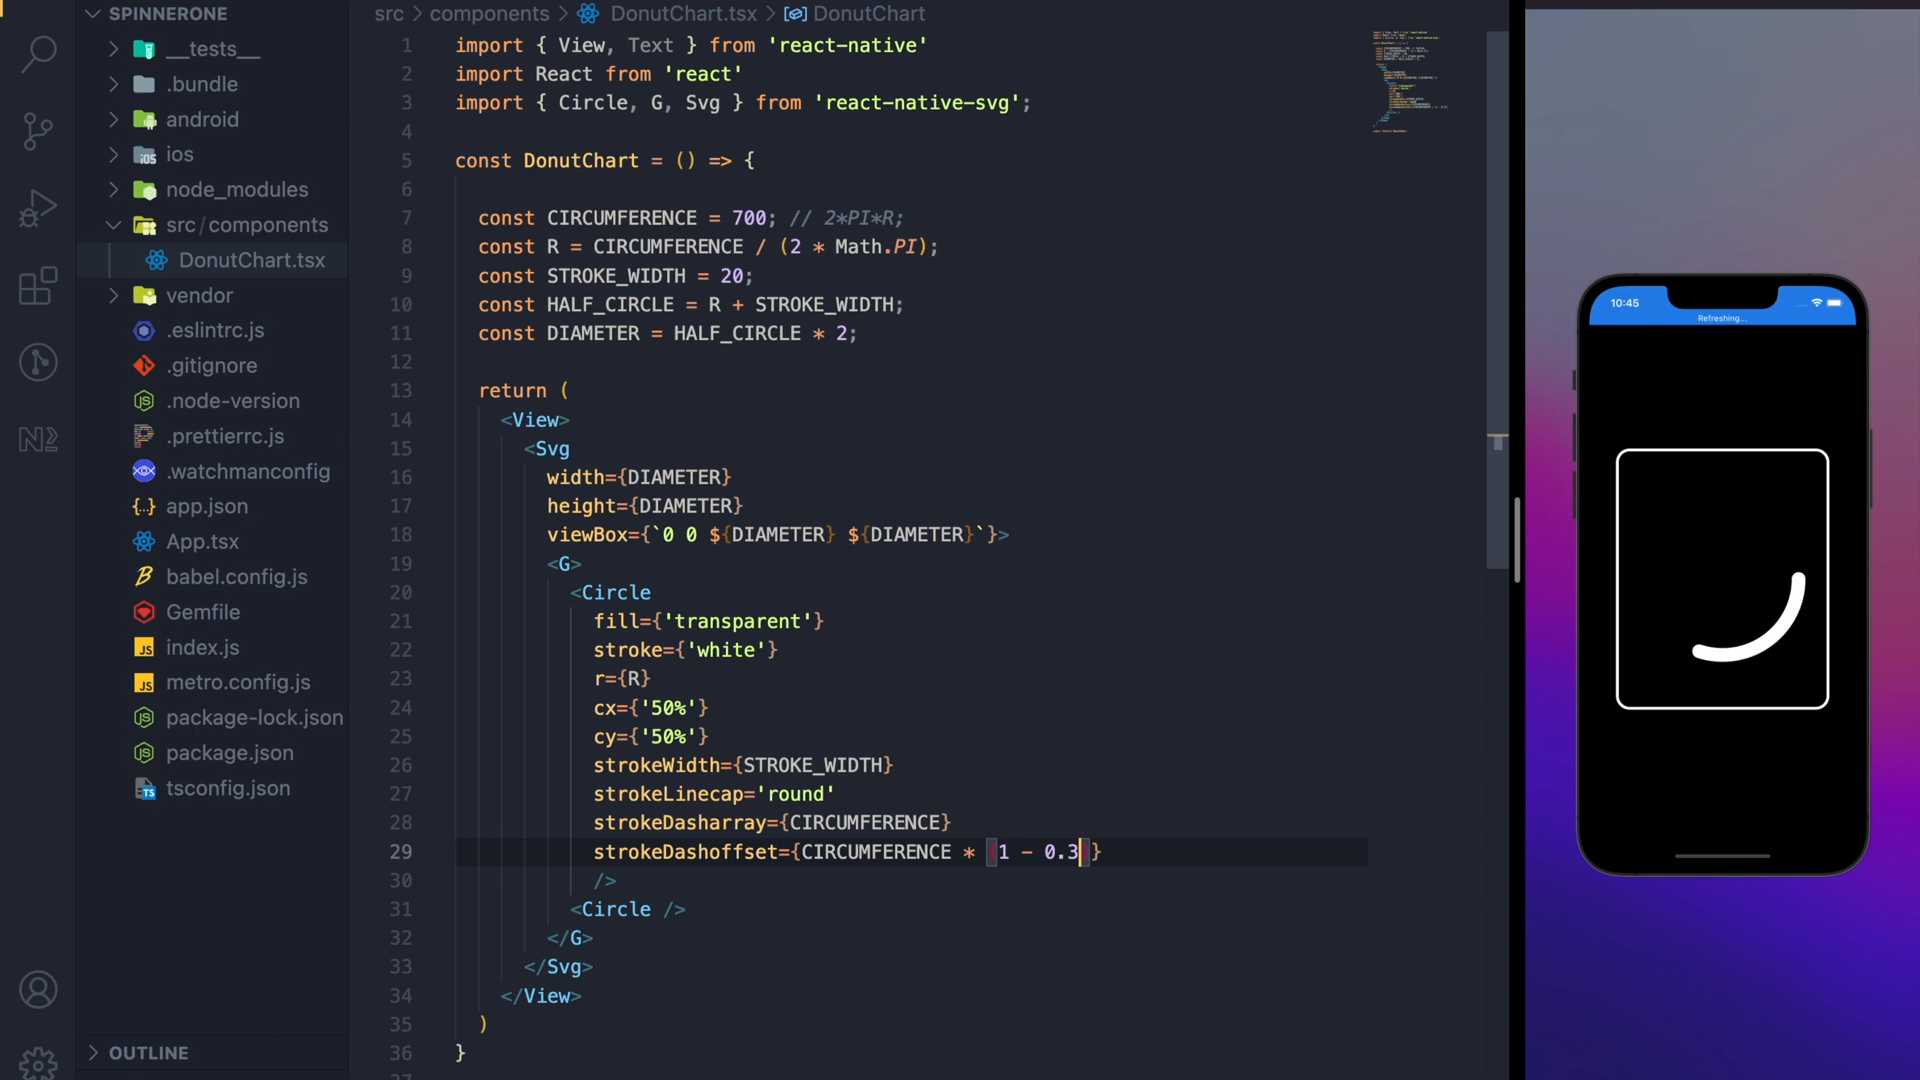 SPINNERONE
__tests__
.bundle
android
ios
node_modules
src/components
DonutChart.tsx
vendor
.eslintrc.js
.gitignore
.node-version
.prettierrc.js
.watchmanconfig
app.json
App.tsx
babel.config.js
Gemfile
index.js
metro.config.js
package-lock.json
package.json
tsconfig.json
OUTLINE
src > components > DonutChart.tsx > DonutChart
1 import { View, Text } from 'react-native'
2 import React from 'react'
3 import { Circle, G, Svg } from 'react-native-svg';
4
5 const DonutChart = () => {
6
7 const CIRCUMFERENCE = 700; // 2*PI*R;
8 const R = CIRCUMFERENCE / (2 * Math.PI);
9 const STROKE_WIDTH = 20;
10 const HALF_CIRCLE = R + STROKE_WIDTH;
11 const DIAMETER = HALF_CIRCLE * 2;
12
13 return (
14 <View>
15 <Svg
16 width={DIAMETER}
17 height={DIAMETER}
18 viewBox={`0 0 ${DIAMETER} ${DIAMETER}`}>
19 <G>
20 <Circle
21 fill={'transparent'}
22 stroke={'white'}
23 r={R}
24 cx={'50%'}
25 cy={'50%'}
26 strokeWidth={STROKE_WIDTH}
27 strokeLinecap='round'
28 strokeDasharray={CIRCUMFERENCE}
29 strokeDashoffset={CIRCUMFERENCE * (1 - 0.3)}
30 />
31 <Circle />
32 </G>
33 </Svg>
34 </View>
35 )
36 }
10:45
Refreshing...